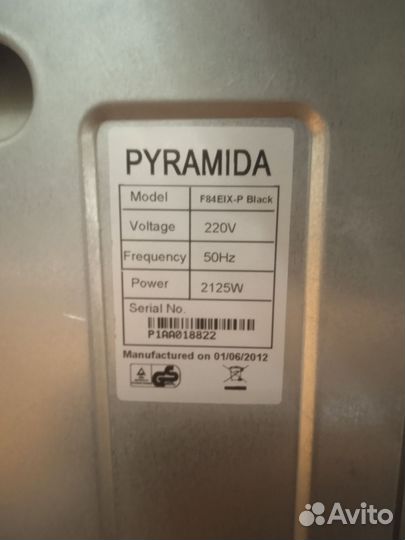 PYRAMIDA
Model F84EIX-P Black
Voltage 220V
Frequency 50Hz
Power 2125W
Serial No.
P1AA018822
Manufactured on 01/06/2012
Avito